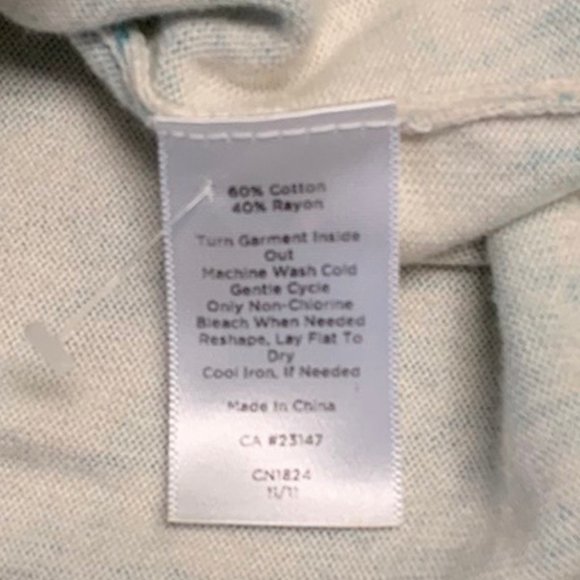 60% Cotton
40% Rayon
Turn Garment Inside
Out
Machine Wash Cold
Gentle Cycle
Only Non-Chlorine
Bleach When Needed
Reshape, Lay Flat To
Dry
Cool Iron, If Needed
Made In China
CA #23147
CN1824
11/11